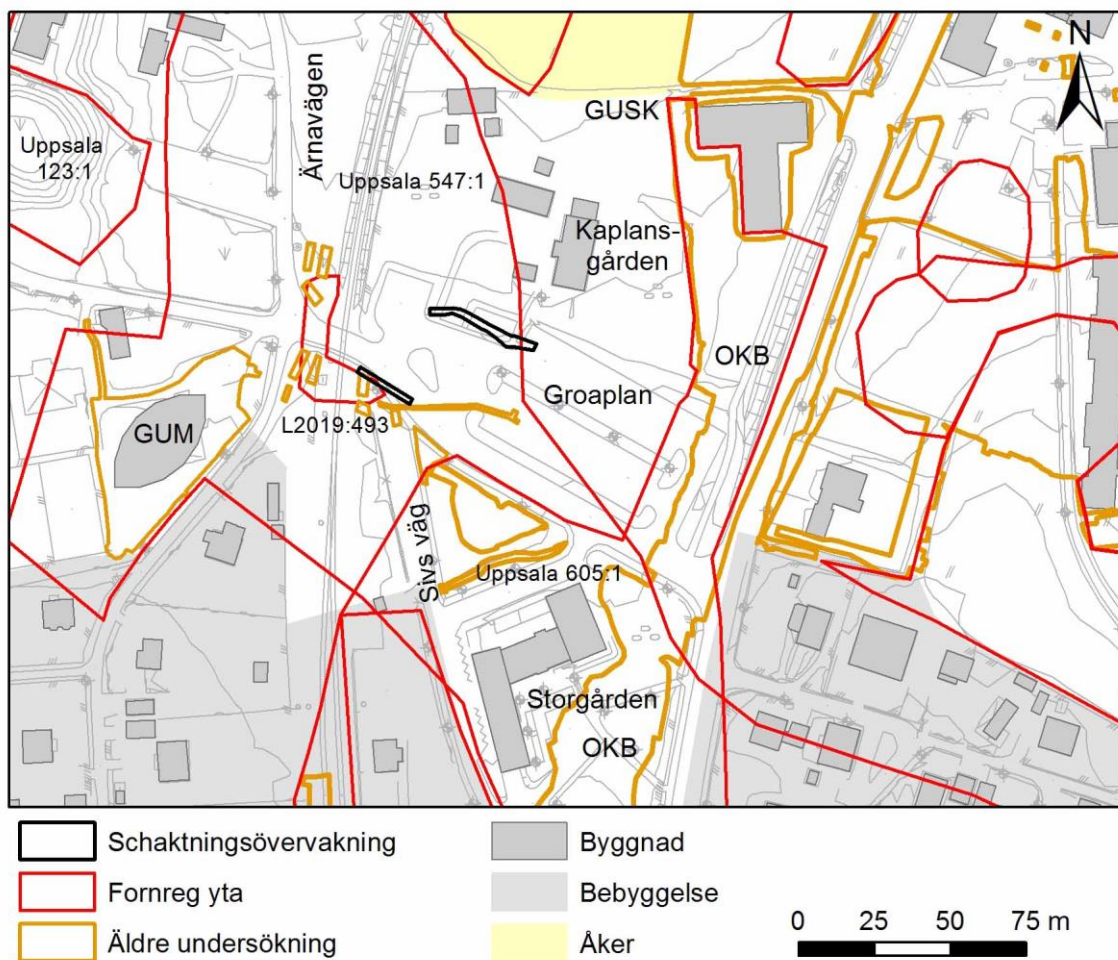 N
Ärnavägen
GUSK
Uppsala
123:1
Uppsala 547:1
Kaplans-
gården
OKB
Groaplan
GUM
L2019:493
Sivs väg
Uppsala 605:1
Storgården
OKB
Schaktningsövervakning
Byggnad
Fornreg yta
Bebyggelse
Äldre undersökning
Åker
0 25 50 75 m